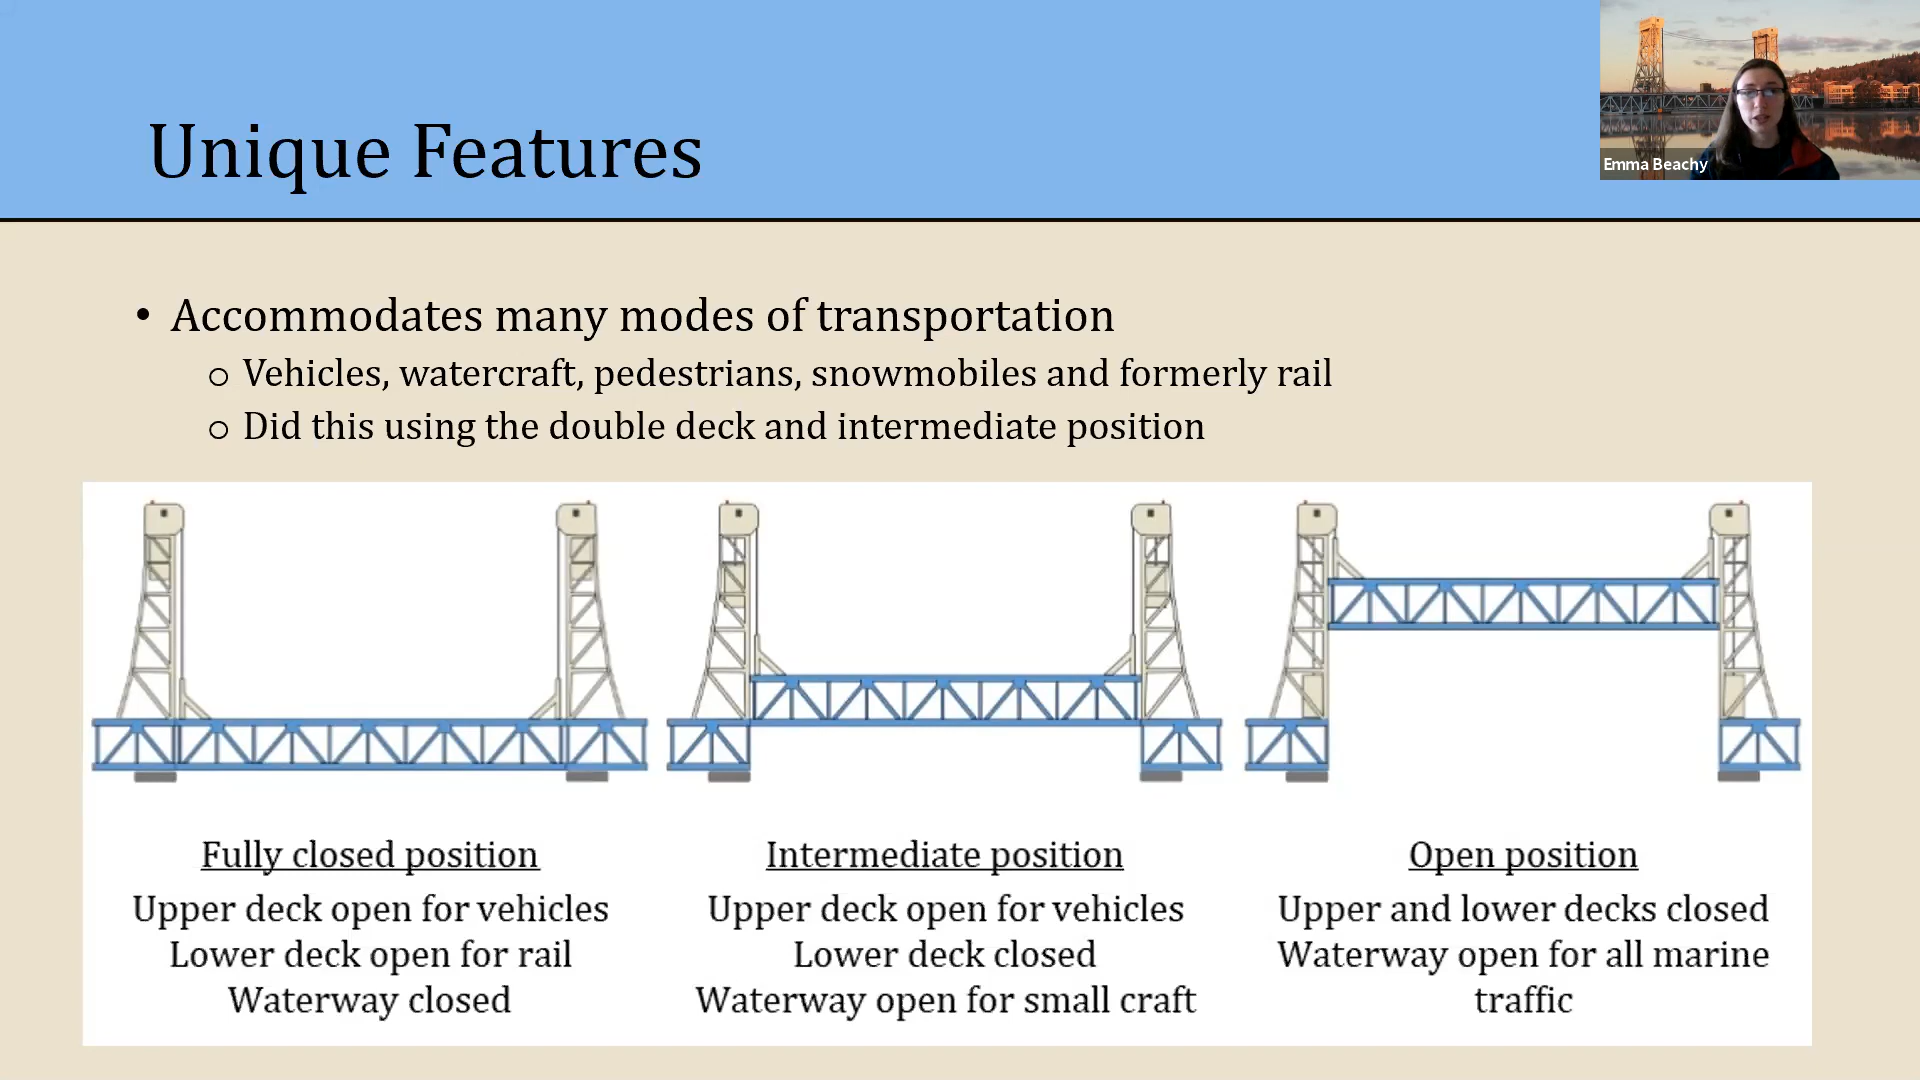 Unique Features
Emma Beachy
• Accommodates many modes of transportation
o Vehicles, watercraft, pedestrians, snowmobiles and formerly rail
o Did this using the double deck and intermediate position
Fully closed position
Upper deck open for vehicles
Lower deck open for rail
Waterway closed
Intermediate position
Upper deck open for vehicles
Lower deck closed
Waterway open for small craft
Open position
Upper and lower decks closed
Waterway open for all marine
traffic